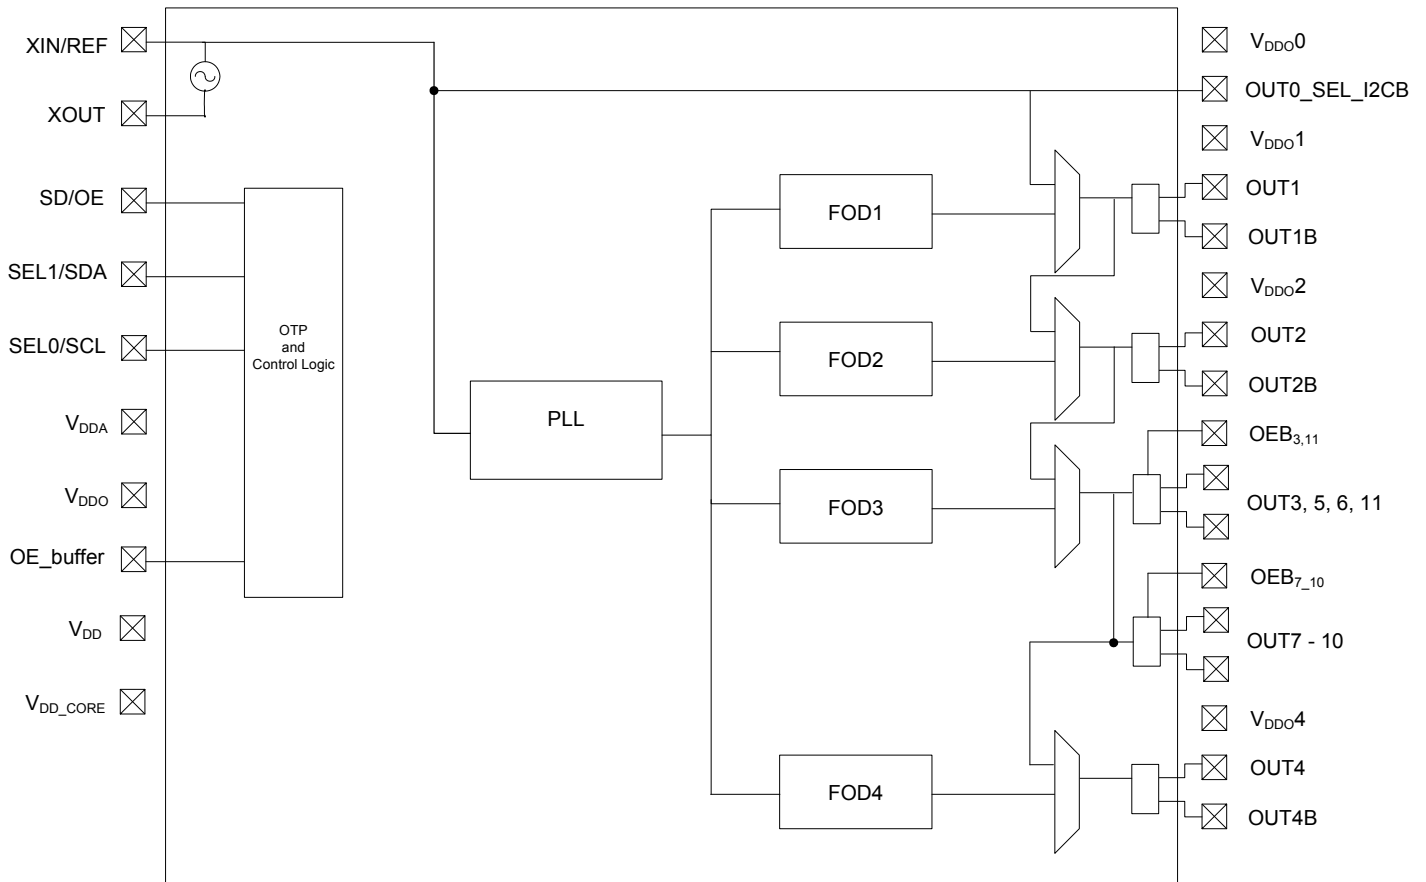 XIN/REF
XOUT
SD/OE
SEL1/SDA
SEL0/SCL
VDDA
VDDO
OE_buffer
VDD
VDD_CORE
OTP
and
Control Logic
PLL
FOD1
FOD2
FOD3
FOD4
VDDO0
OUT0_SEL_I2CB
VDDO1
OUT1
OUT1B
VDDO2
OUT2
OUT2B
OEB3,11
OUT3, 5, 6, 11
OEB7_10
OUT7 - 10
VDDO4
OUT4
OUT4B